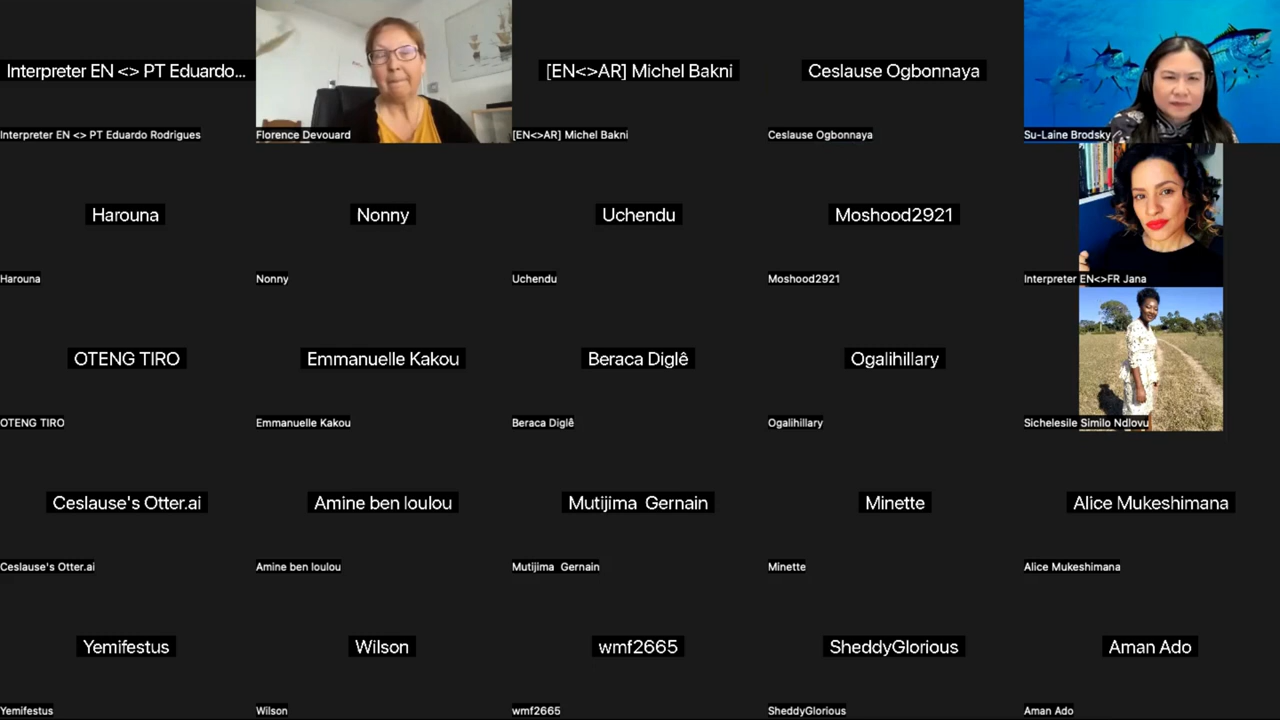 Interpreter EN <> PT Eduardo...
[EN<>AR] Michel Bakni
Ceslause Ogbonnaya
Interpreter EN <> PT Eduardo Rodrigues
Florence Devouard
[EN<>AR] Michel Bakni
Ceslause Ogbonnaya
Su-Laine Brodsky
Harouna
Nonny
Uchendu
Moshood2921
Harouna
Nonny
Uchendu
Moshood2921
Interpreter EN<>FR Jana
OTENG TIRO
Emmanuelle Kakou
Beraca Diglê
Ogalihillary
OTENG TIRO
Emmanuelle Kakou
Beraca Diglê
Ogalihillary
Sichelesile Similo Ndlovu
Ceslause's Otter.ai
Amine ben loulou
Mutijima Gernain
Minette
Alice Mukeshimana
Ceslause's Otter.ai
Amine ben loulou
Mutijima Gernain
Minette
Alice Mukeshimana
Yemifestus
Wilson
wmf2665
SheddyGlorious
Aman Ado
Yemifestus
Wilson
wmf2665
SheddyGlorious
Aman Ado